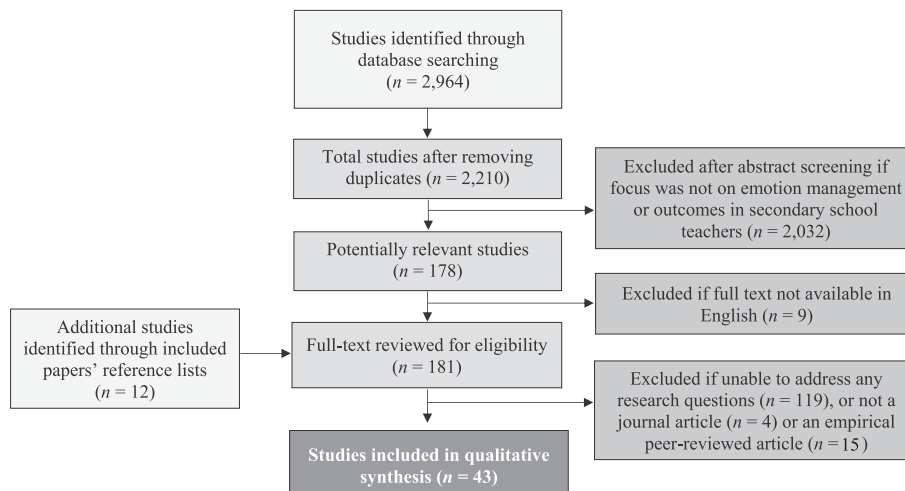 Studies identified through
database searching
(n = 2,964)
Total studies after removing
duplicates (n = 2,210)
Excluded after abstract screening if
focus was not on emotion management
or outcomes in secondary school
teachers (n = 2,032)
Potentially relevant studies
(n = 178)
Excluded if full text not available in
English (n = 9)
Additional studies
identified through included
papers' reference lists
(n = 12)
Full-text reviewed for eligibility
(n = 181)
Excluded if unable to address any
research questions (n = 119), or not a
journal article (n = 4) or an empirical
peer-reviewed article (n = 15)
Studies included in qualitative
synthesis (n = 43)